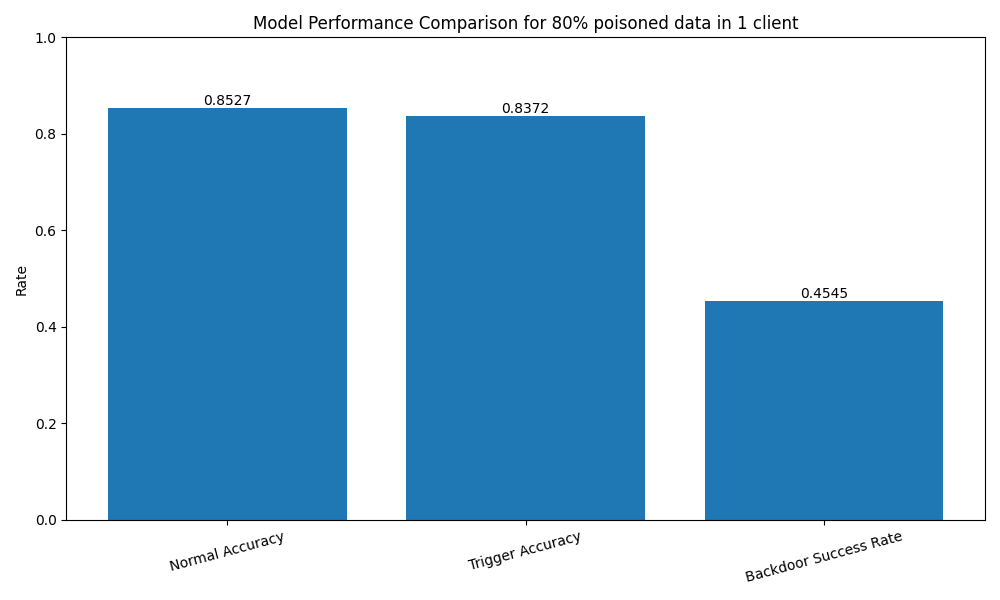 Model Performance Comparison for 80% poisoned data in 1 client
1.0
0.8
0.6
0.4
0.2
0.0
Rate
0.8527
0.8372
0.4545
Normal Accuracy
Trigger Accuracy
Backdoor Success Rate